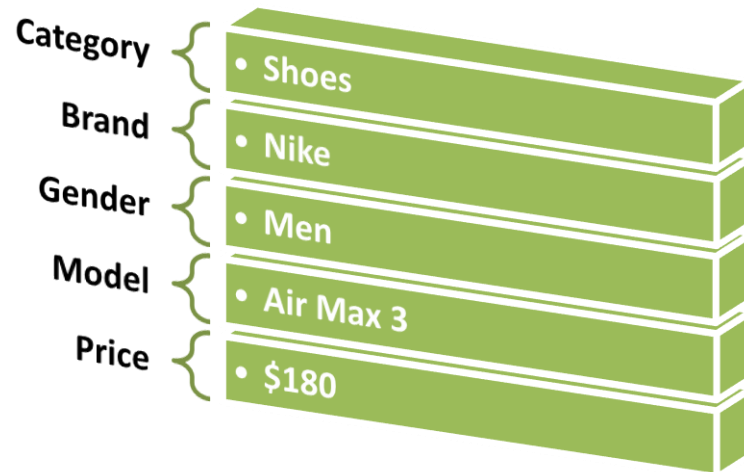 Category
• Shoes
Brand
• Nike
Gender
• Men
Model
• Air Max 3
Price
• $180